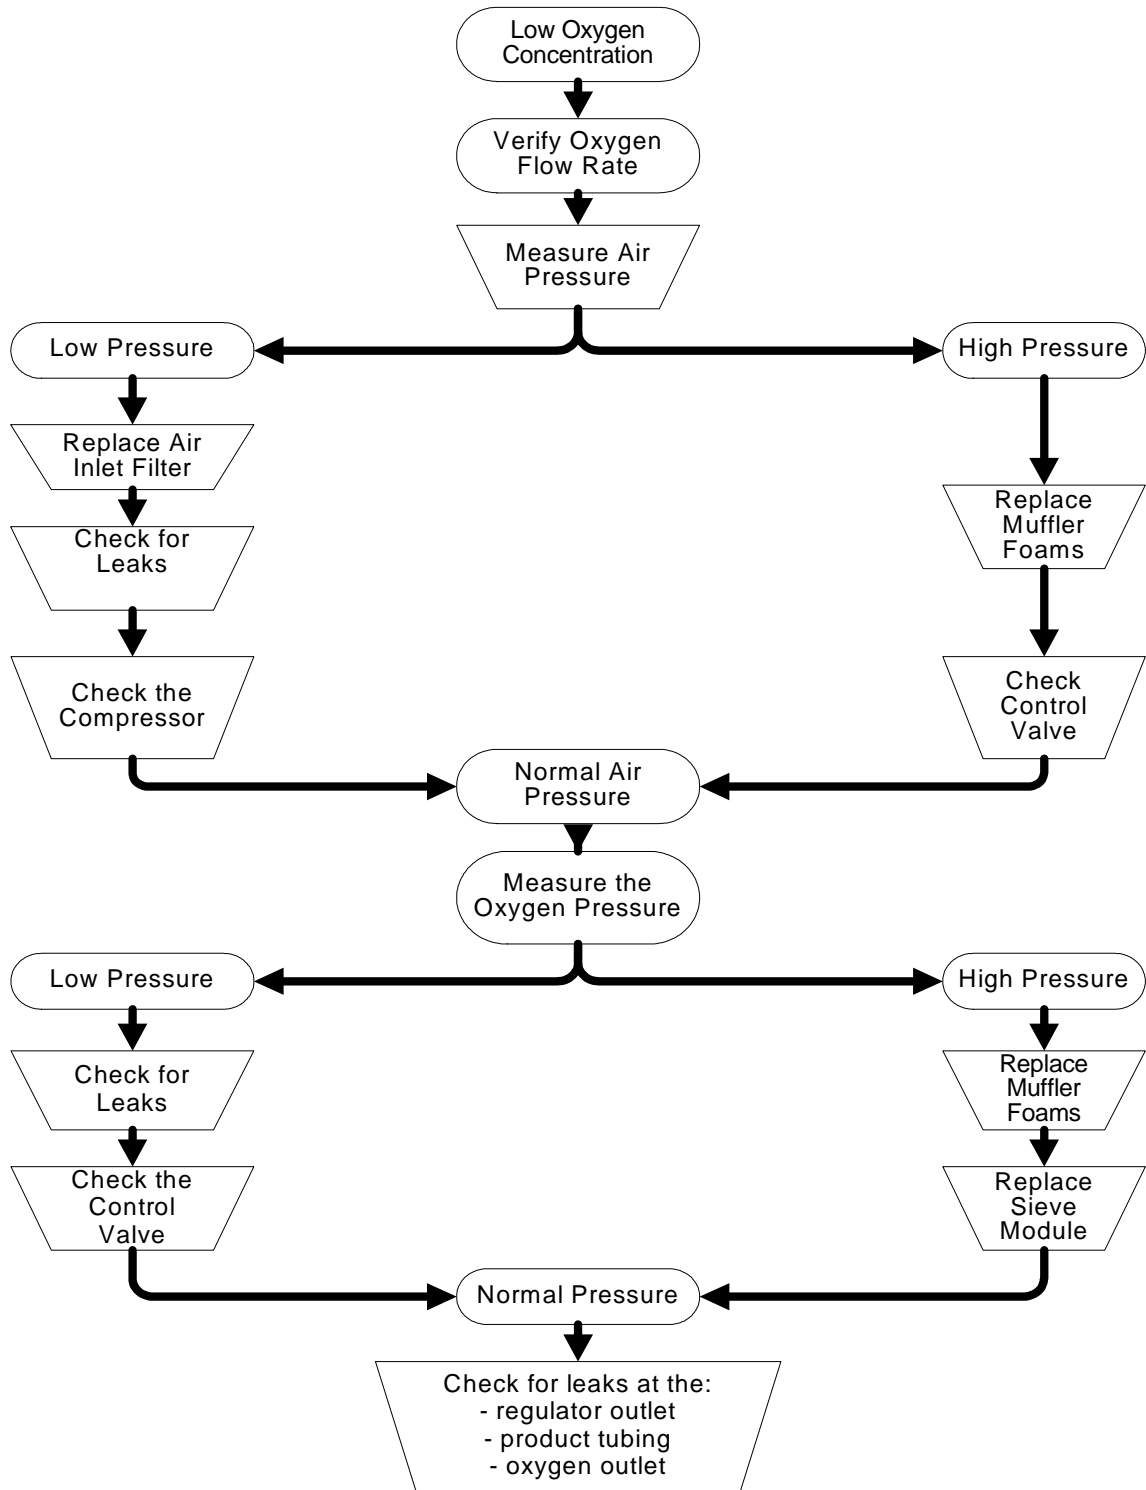 Low Oxygen
Concentration
Verify Oxygen
Flow Rate
Measure Air
Pressure
Low Pressure
High Pressure
Replace Air
Inlet Filter
Check for
Leaks
Check the
Compressor
Replace
Muffler
Foams
Check
Control
Valve
Normal Air
Pressure
Measure the
Oxygen Pressure
Low Pressure
High Pressure
Check for
Leaks
Check the
Control
Valve
Replace
Muffler
Foams
Replace
Sieve
Module
Normal Pressure
Check for leaks at the:
- regulator outlet
- product tubing
- oxygen outlet